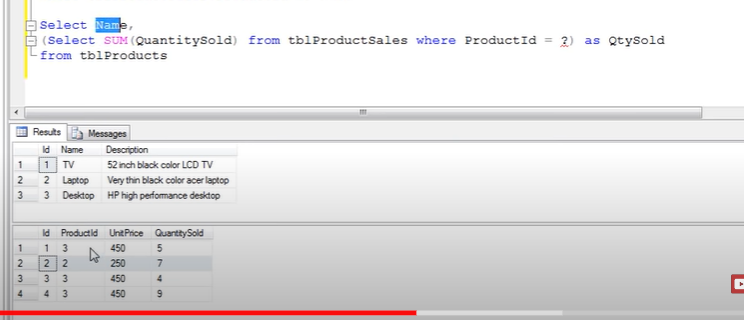 Select Name,
(Select SUM(QuantitySold) from tblProductSales where ProductId = ?) as QtySold
from tblProducts
Results Messages
Id Name Description
1 1 TV 52 inch black color LCD TV
2 2 Laptop Very thin black color acer laptop
3 3 Desktop HP high performance desktop
Id ProductId UnitPrice QuantitySold
1 1 3 450 5
2 2 2 250 7
3 3 3 450 4
4 4 3 450 9